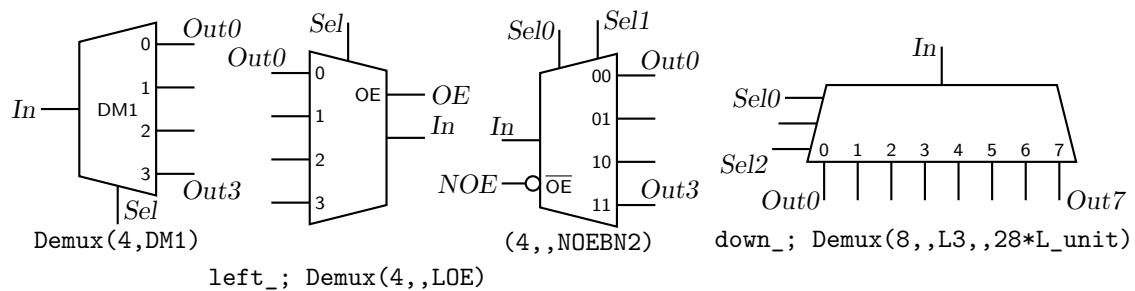 In
DM1
0
1
2
3
Out0
Out3
Sel
Demux(4,DM1)
Sel
Out0
0
1
2
3
OE
OE
In
left_; Demux(4,,LOE)
Sel0
Sel1
00
01
10
11
Out0
Out3
In
NOE
OE
(4,,NOEBN2)
In
Sel0
Sel2
0 1 2 3 4 5 6 7
Out0
Out7
down_; Demux(8,,L3,,28*L_unit)